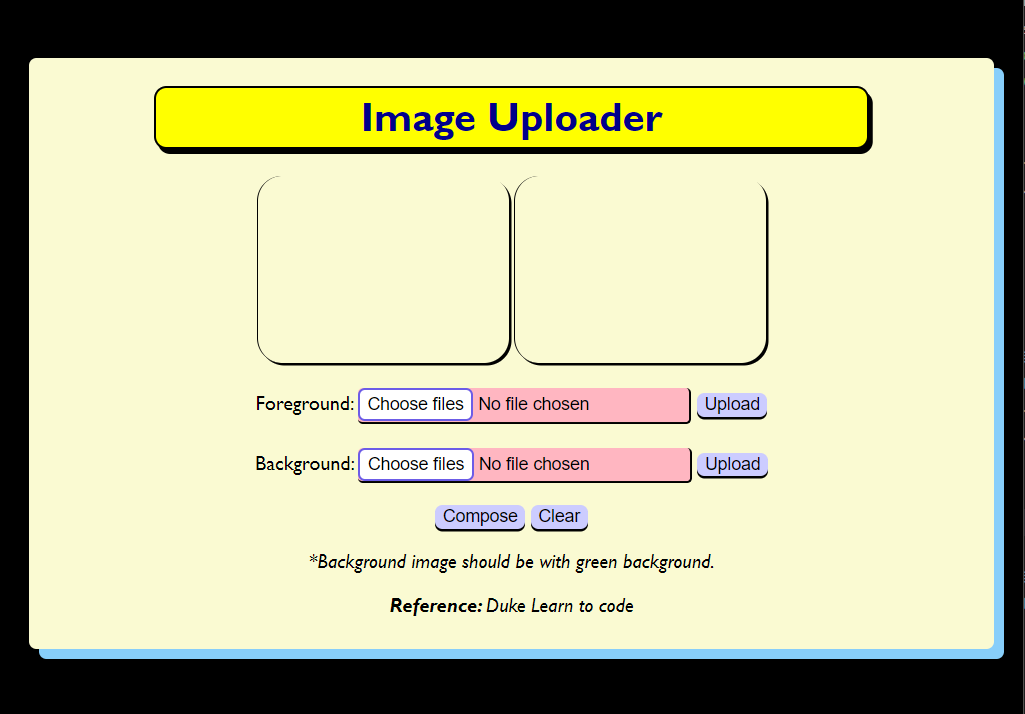 Image Uploader
Foreground: Choose files No file chosen Upload
Background: Choose files No file chosen Upload
Compose Clear
*Background image should be with green background.
Reference: Duke Learn to code